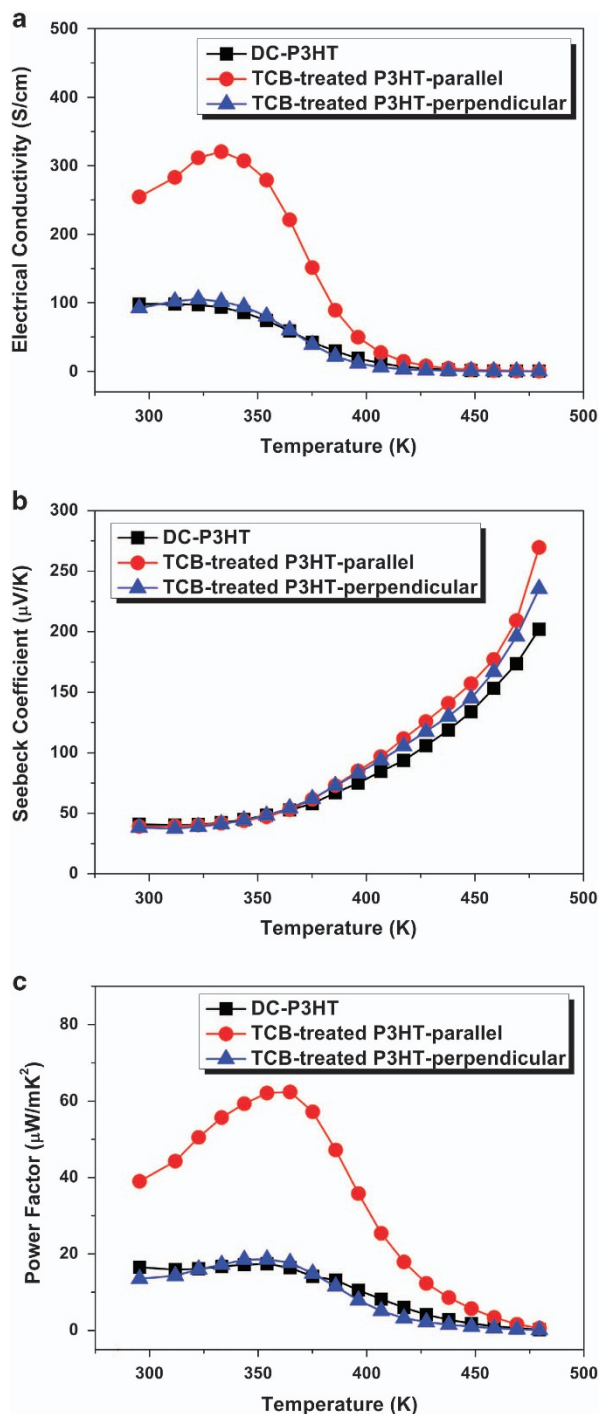 a
500
400
300
200
100
0
Electrical Conductivity (S/cm)
DC-P3HT
TCB-treated P3HT-parallel
TCB-treated P3HT-perpendicular
300 350 400 450 500
Temperature (K)
b
300
250
200
150
100
50
0
Seebeck Coefficient (μV/K)
DC-P3HT
TCB-treated P3HT-parallel
TCB-treated P3HT-perpendicular
300 350 400 450 500
Temperature (K)
c
80
60
40
20
0
Power Factor (μW/mK²)
DC-P3HT
TCB-treated P3HT-parallel
TCB-treated P3HT-perpendicular
300 350 400 450 500
Temperature (K)